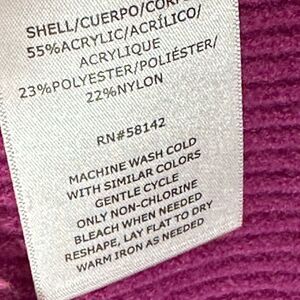 SHELL/CUERPO/CORPS
55%ACRYLIC/ACRÍLICO/
ACRYLIQUE
23%POLYESTER/POLIÉSTER/
22%NYLON
RN#58142
MACHINE WASH COLD
WITH SIMILAR COLORS
GENTLE CYCLE
ONLY NON-CHLORINE
BLEACH WHEN NEEDED
RESHAPE, LAY FLAT TO DRY
WARM IRON AS NEEDED